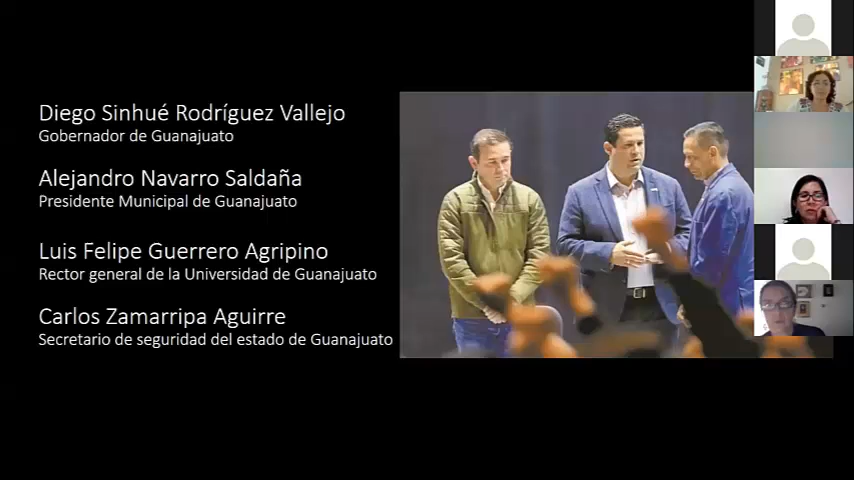 Diego Sinhué Rodríguez Vallejo
Gobernador de Guanajuato
Alejandro Navarro Saldaña
Presidente Municipal de Guanajuato
Luis Felipe Guerrero Agripino
Rector general de la Universidad de Guanajuato
Carlos Zamarripa Aguirre
Secretario de seguridad del estado de Guanajuato